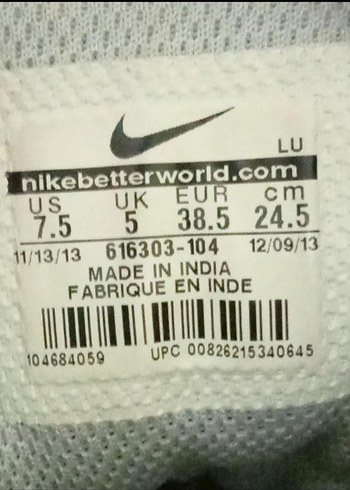 LU
nikebetterworld.com
US UK EUR cm
7.5 5 38.5 24.5
11/13/13 616303-104 12/09/13
MADE IN INDIA
FABRIQUE EN INDE
104684059 UPC 00826215340645